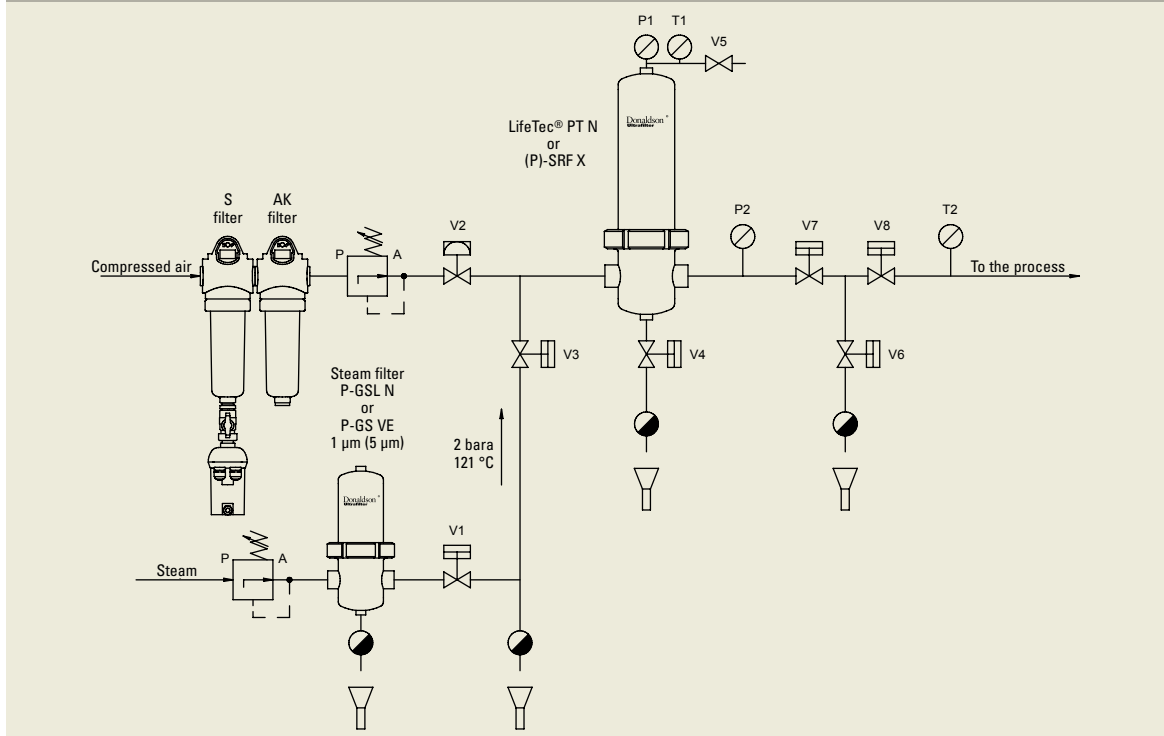 P1
T1
V5
Donaldson
Ultrafilter
LifeTec® PT N
or
(P)-SRF X
S
filter
AK
filter
P
A
V2
P2
V7
V8
T2
Compressed air
To the process
V3
V4
V6
Steam filter
P-GSL N
or
P-GS VE
1 µm (5 µm)
2 bara
121 °C
Donaldson
Ultrafilter
V1
P
A
Steam